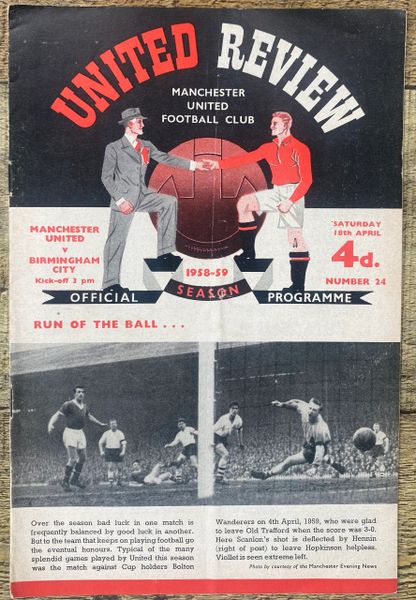 UNITED REVIEW
MANCHESTER
UNITED
FOOTBALL CLUB
MANCHESTER
UNITED
v
BIRMINGHAM
CITY
Kick-off 3 pm
SATURDAY
18th APRIL
4d.
NUMBER 24
1958-59
SEASON
OFFICIAL PROGRAMME
RUN OF THE BALL . . .
Over the season bad luck in one match is
frequently balanced by good luck in another.
But to the team that keeps on playing football go
the eventual honours. Typical of the many
splendid games played by United this season
was the match against Cup holders Bolton
Wanderers on 4th April, 1959, who were glad
to leave Old Trafford when the score was 3-0.
Here Scanlon's shot is deflected by Hennin
(right of post) to leave Hopkinson helpless.
Viollet is seen extreme left.
Photo by courtesy of the Manchester Evening News